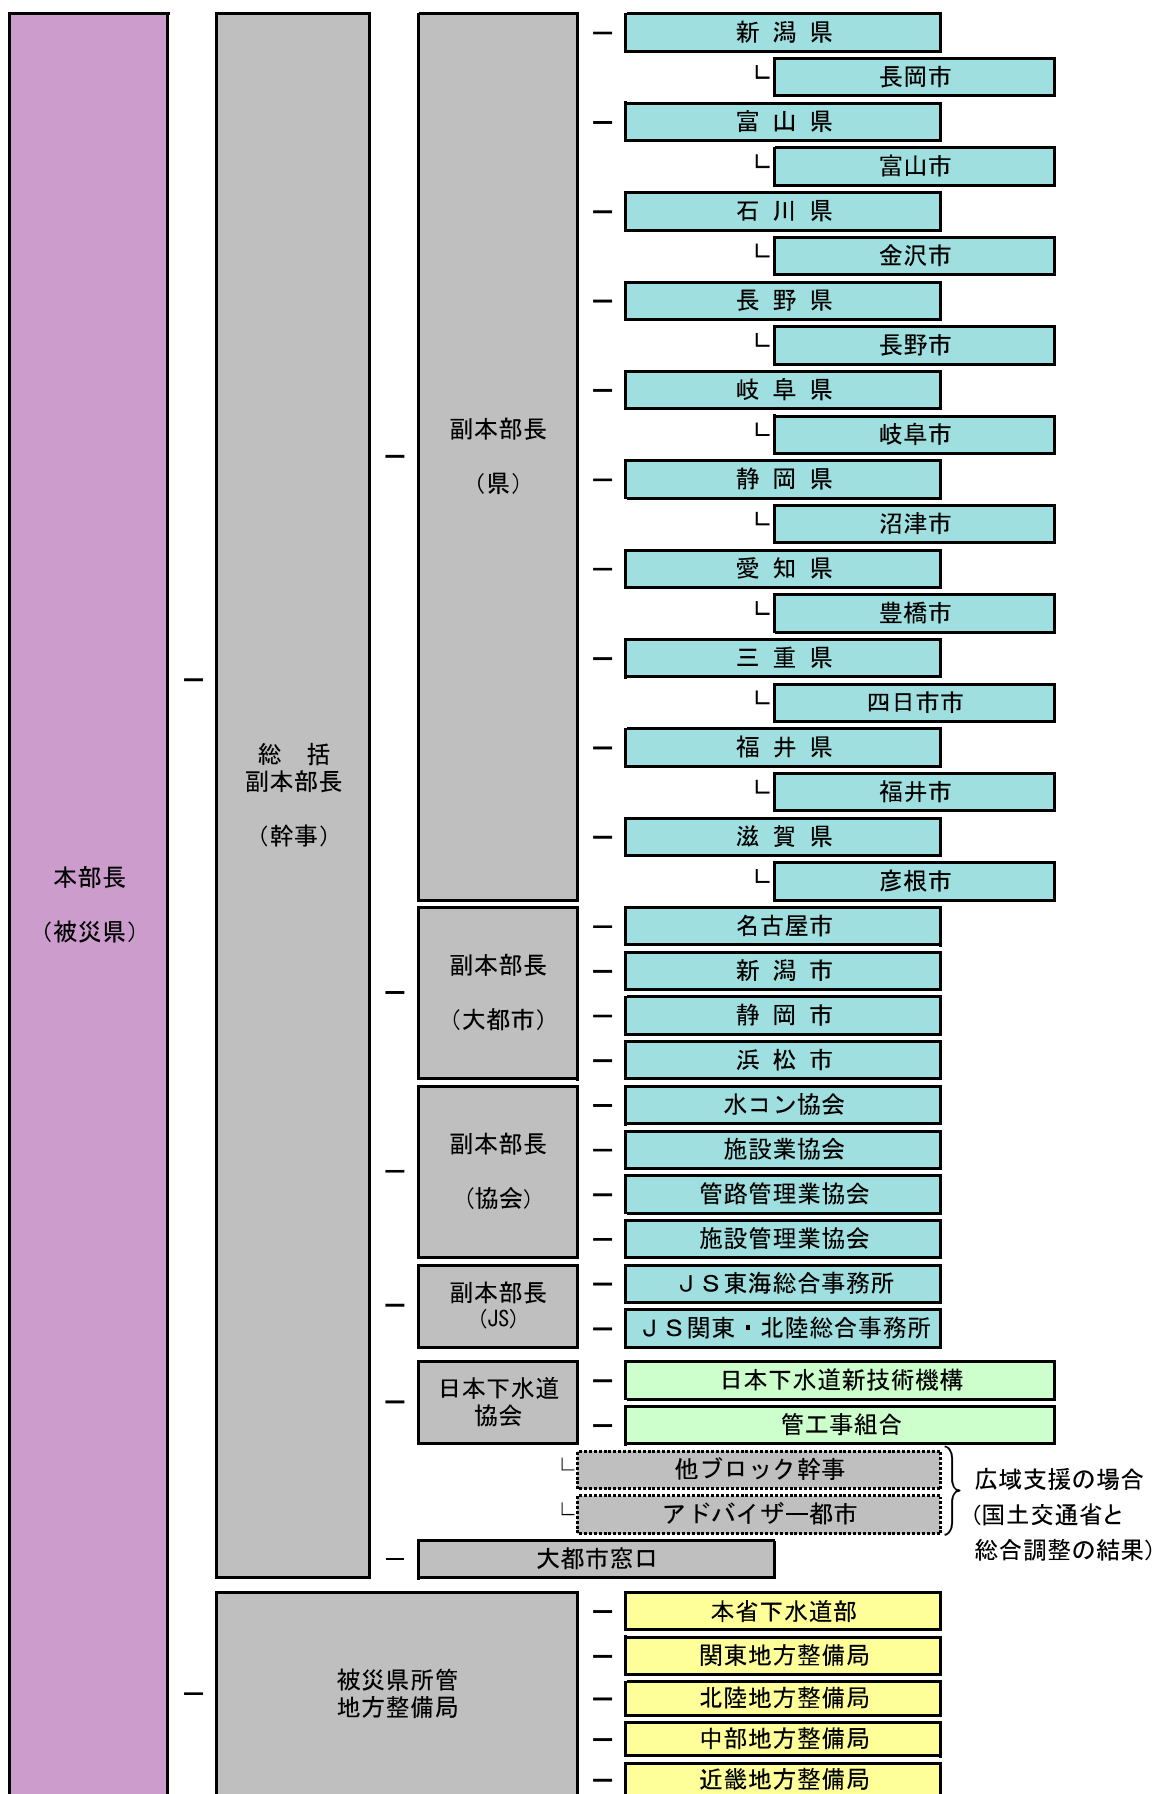 本部長
（被災県）
総　括
副本部長
（幹事）
副本部長
（県）
新 潟 県
長岡市
富 山 県
富山市
石 川 県
金沢市
長 野 県
長野市
岐 阜 県
岐阜市
静 岡 県
沼津市
愛 知 県
豊橋市
三 重 県
四日市市
福 井 県
福井市
滋 賀 県
彦根市
副本部長
（大都市）
名古屋市
新 潟 市
静 岡 市
浜 松 市
副本部長
（協会）
水コン協会
施設業協会
管路管理業協会
施設管理業協会
副本部長
（JS）
ＪＳ東海総合事務所
ＪＳ関東・北陸総合事務所
日本下水道
協会
日本下水道新技術機構
管工事組合
他ブロック幹事
アドバイザー都市
広域支援の場合
（国土交通省と
総合調整の結果）
大都市窓口
被災県所管
地方整備局
本省下水道部
関東地方整備局
北陸地方整備局
中部地方整備局
近畿地方整備局